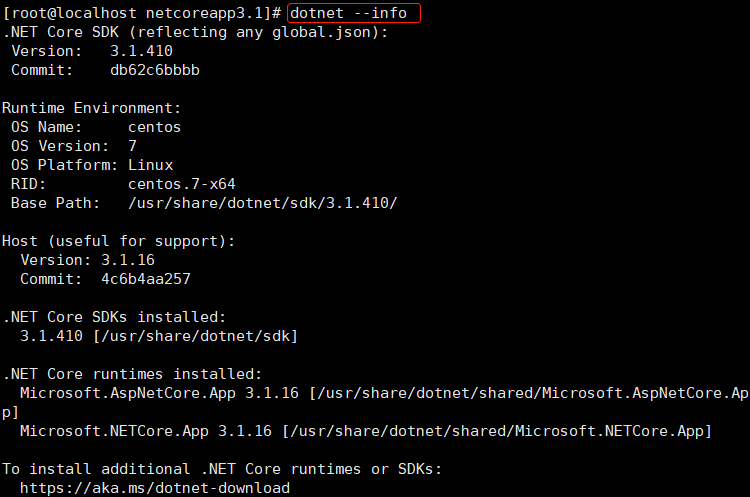 [root@localhost netcoreapp3.1]# dotnet --info
.NET Core SDK (reflecting any global.json):
 Version:   3.1.410
 Commit:    db62c6bbbb

Runtime Environment:
 OS Name:     centos
 OS Version:  7
 OS Platform: Linux
 RID:         centos.7-x64
 Base Path:   /usr/share/dotnet/sdk/3.1.410/

Host (useful for support):
  Version: 3.1.16
  Commit:  4c6b4aa257

.NET Core SDKs installed:
  3.1.410 [/usr/share/dotnet/sdk]

.NET Core runtimes installed:
  Microsoft.AspNetCore.App 3.1.16 [/usr/share/dotnet/shared/Microsoft.AspNetCore.Ap
p]
  Microsoft.NETCore.App 3.1.16 [/usr/share/dotnet/shared/Microsoft.NETCore.App]

To install additional .NET Core runtimes or SDKs:
  https://aka.ms/dotnet-download